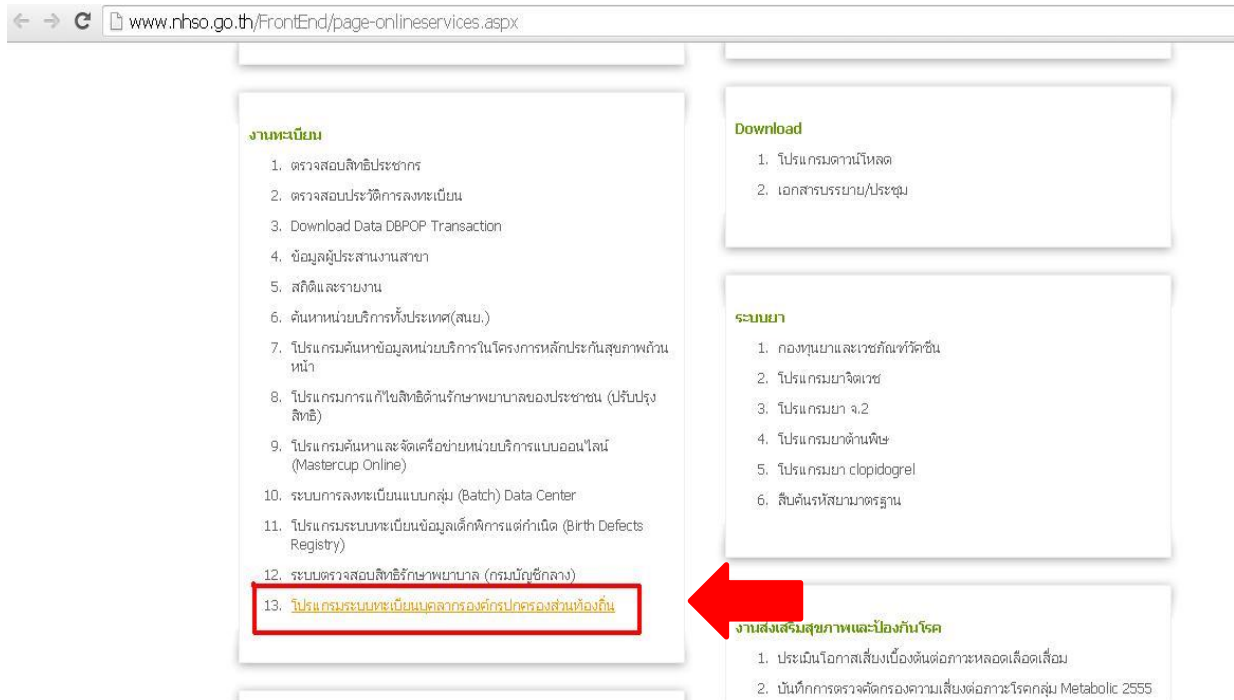 www.nhso.go.th/FrontEnd/page-onlineservices.aspx
งานทะเบียน
1. ตรวจสอบสิทธิประชากร
2. ตรวจสอบประวัติการลงทะเบียน
3. Download Data DBPOP Transaction
4. ข้อมูลผู้ประสานงานสาขา
5. สถิติและรายงาน
6. ค้นหาหน่วยบริการทั้งประเทศ(สนย.)
7. โปรแกรมค้นหาข้อมูลหน่วยบริการในโครงการหลักประกันสุขภาพถ้วน
หน้า
8. โปรแกรมการแก้ไขสิทธิด้านรักษาพยาบาลของประชาชน (ปรับปรุง
สิทธิ)
9. โปรแกรมค้นหาและจัดเครือข่ายหน่วยบริการแบบออนไลน์
(Mastercup Online)
10. ระบบการลงทะเบียนแบบกลุ่ม (Batch) Data Center
11. โปรแกรมระบบทะเบียนข้อมูลเด็กพิการแต่กำเนิด (Birth Defects
Registry)
12. ระบบตรวจสอบสิทธิรักษาพยาบาล (กรมบัญชีกลาง)
13. โปรแกรมระบบทะเบียนบุคลากรองค์กรปกครองส่วนท้องถิ่น
Download
1. โปรแกรมดาวน์โหลด
2. เอกสารบรรยาย/ประชุม
ระบบยา
1. กองทุนยาและเวชภัณฑ์วัคซีน
2. โปรแกรมยาจิตเวช
3. โปรแกรมยา จ.2
4. โปรแกรมยาต้านพิษ
5. โปรแกรมยา clopidogrel
6. สืบค้นรหัสยามาตรฐาน
งานส่งเสริมสุขภาพและป้องกันโรค
1. ประเมินโอกาสเสี่ยงเบื้องต้นต่อภาวะหลอดเลือดเสื่อม
2. บันทึกการตรวจคัดกรองความเสี่ยงต่อภาวะโรคกลุ่ม Metabolic 2555